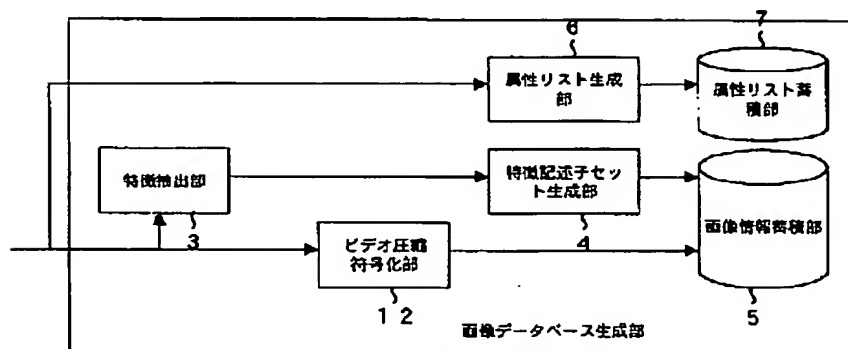 6
7
属性リスト生成
部
属性リスト蓄
積部
特徴抽出部
特徴記述子セッ
ト生成部
画像情報蓄積部
3
4
ビデオ圧縮
符号化部
1 2
5
画像データベース生成部